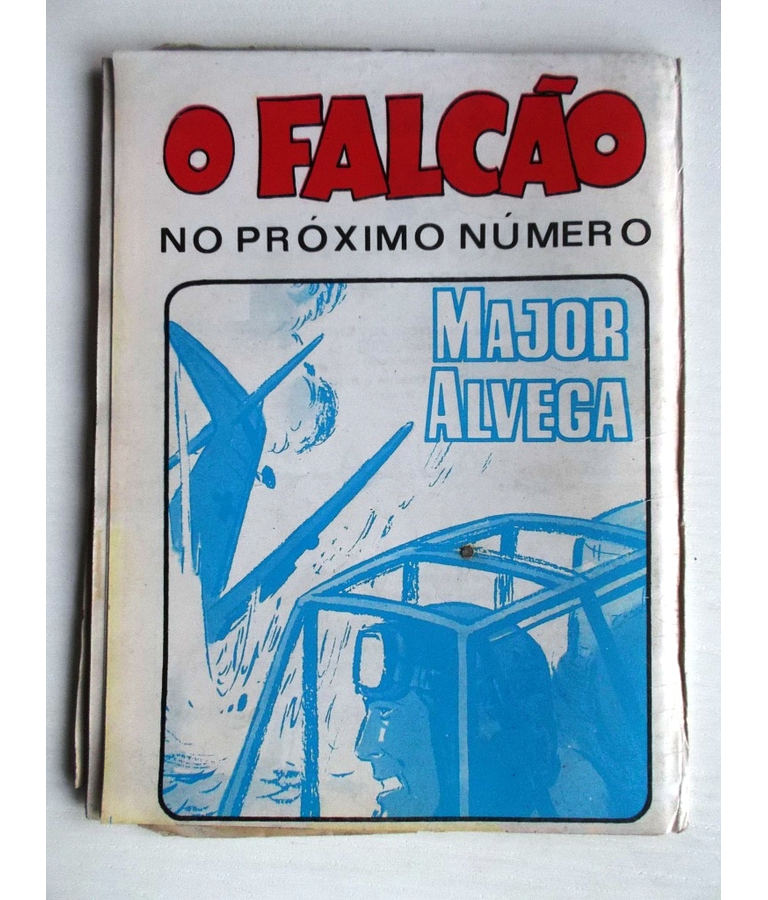 O FALCÃO
NO PRÓXIMO NÚMERO
MAJOR
ALVEGA